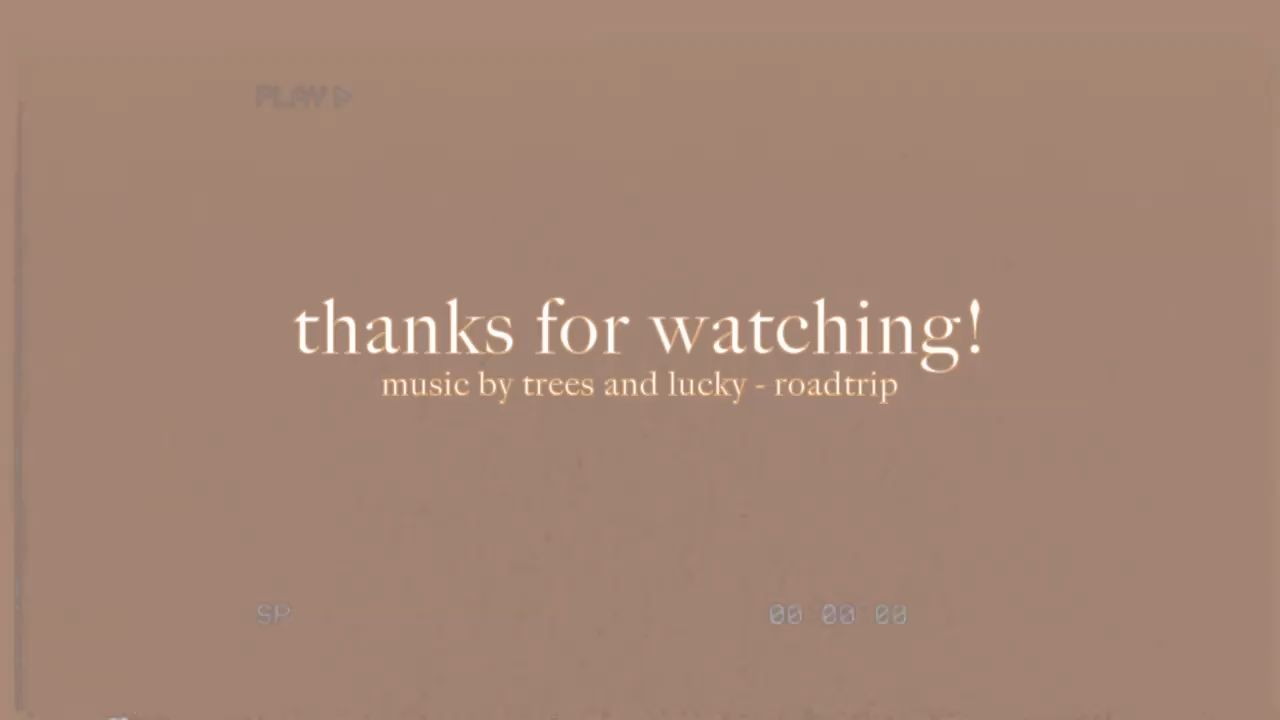 PLAY
thanks for watching!
music by trees and lucky - roadtrip
SP
00 00 00